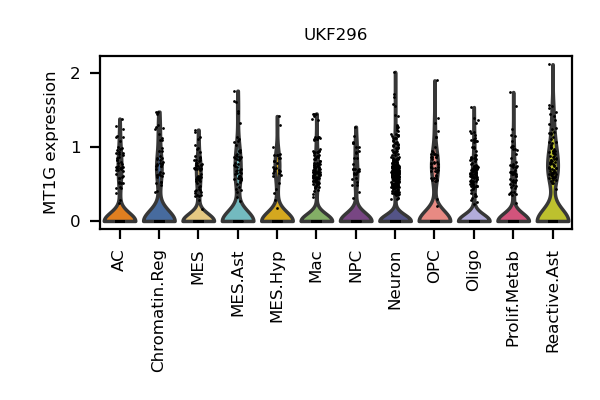 UKF296
MT1G expression
2
1
0
AC
Chromatin.Reg
MES
MES.Ast
MES.Hyp
Mac
NPC
Neuron
OPC
Oligo
Prolif.Metab
Reactive.Ast